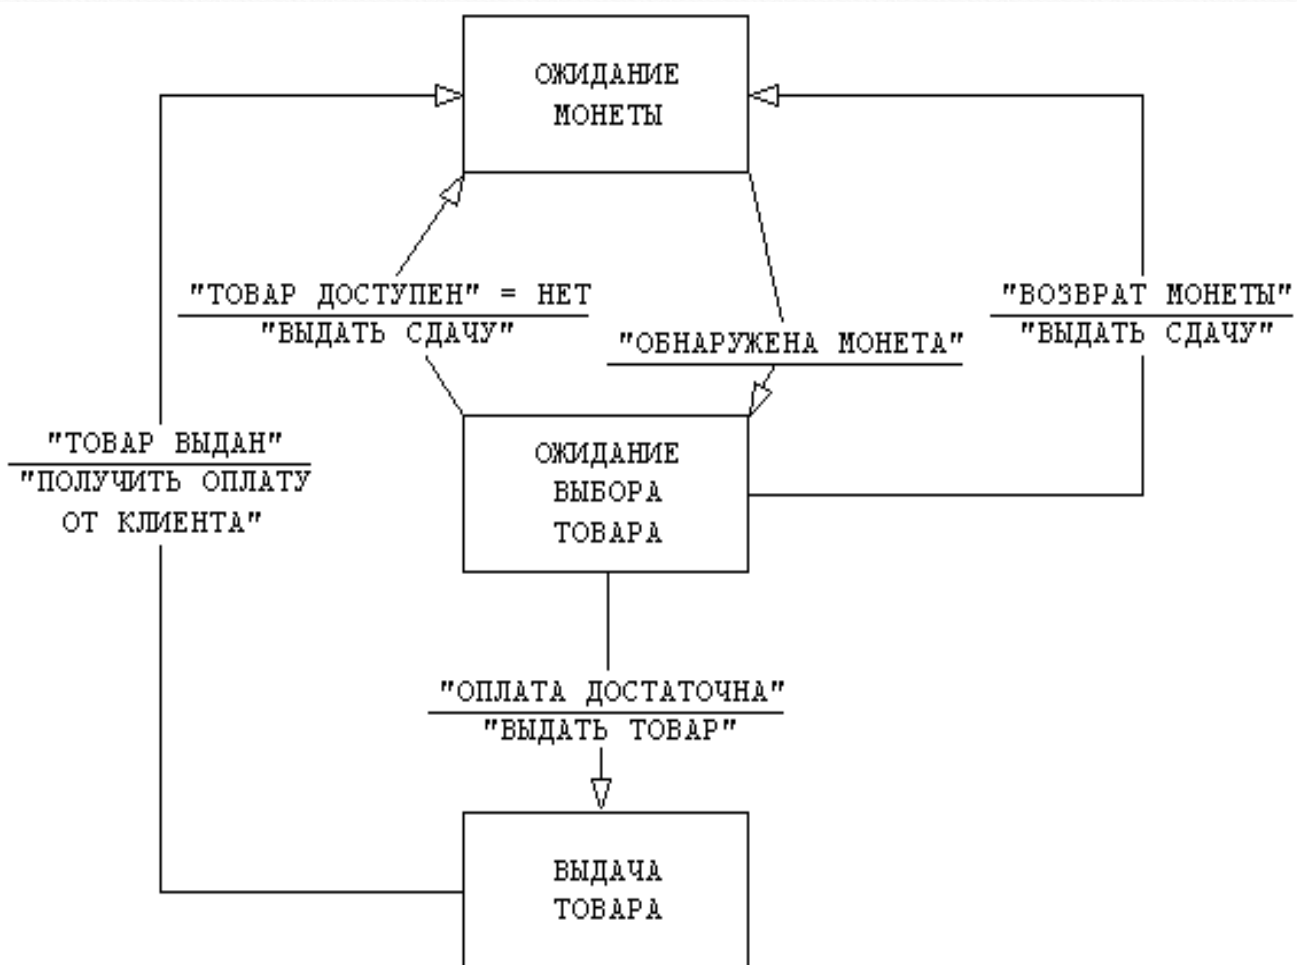 ОЖИДАНИЕ
МОНЕТЫ
"ТОВАР ДОСТУПЕН" = НЕТ
"ВЫДАТЬ СДАЧУ"
"ОБНАРУЖЕНА МОНЕТА"
"ВОЗВРАТ МОНЕТЫ"
"ВЫДАТЬ СДАЧУ"
"ТОВАР ВЫДАН"
"ПОЛУЧИТЬ ОПЛАТУ
ОТ КЛИЕНТА"
ОЖИДАНИЕ
ВЫБОРА
ТОВАРА
"ОПЛАТА ДОСТАТОЧНА"
"ВЫДАТЬ ТОВАР"
ВЫДАЧА
ТОВАРА